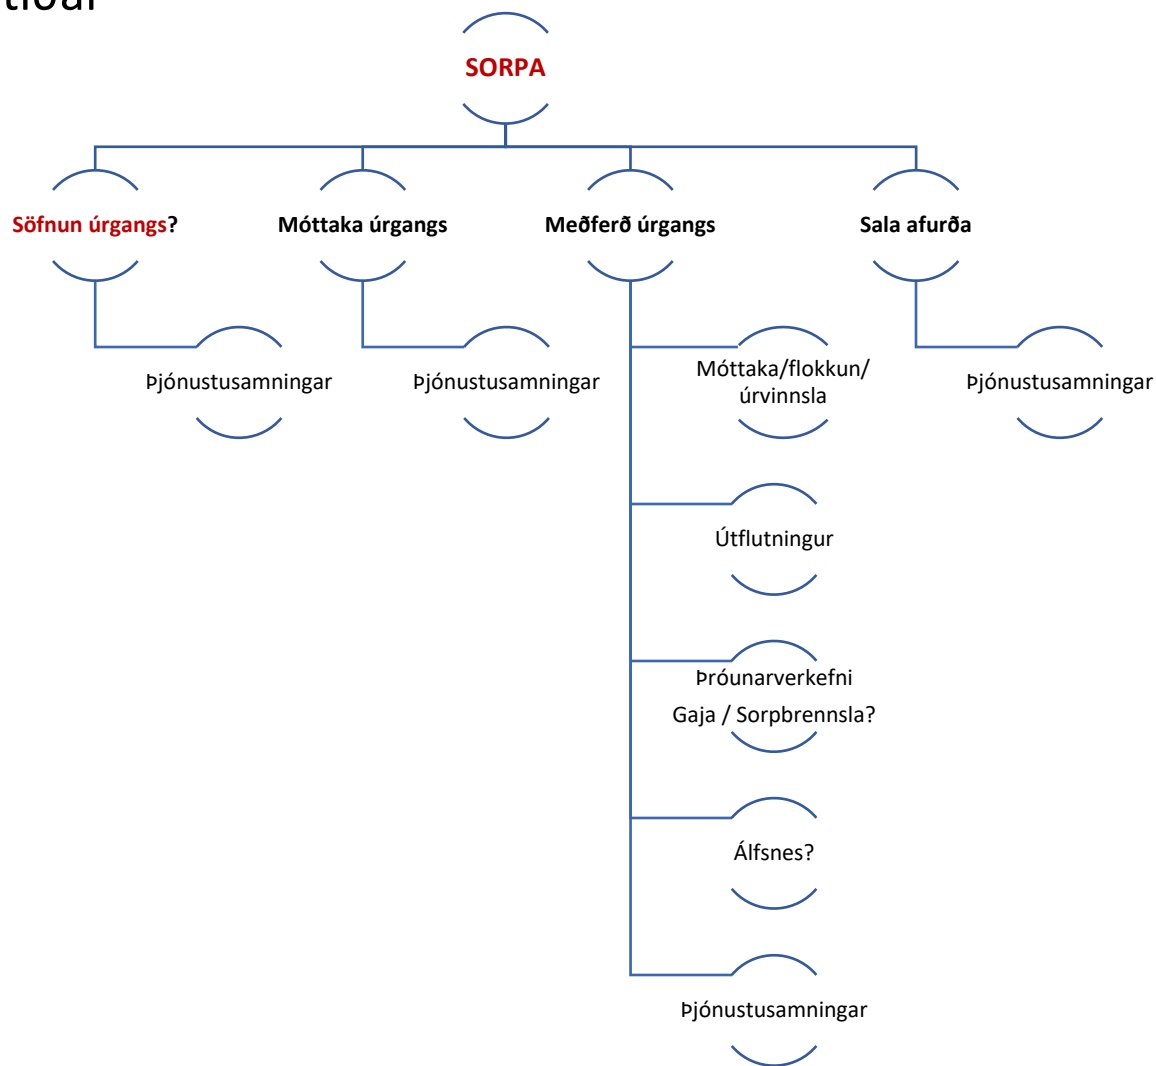 SORPA
Söfnun úrgangs?
Móttaka úrgangs
Meðferð úrgangs
Sala afurða
Þjónustusamningar
Þjónustusamningar
Móttaka/flokkun/
úrvinnsla
Þjónustusamningar
Útflutningur
Þróunarverkefni
Gaja / Sorpbrennsla?
Álfsnes?
Þjónustusamningar